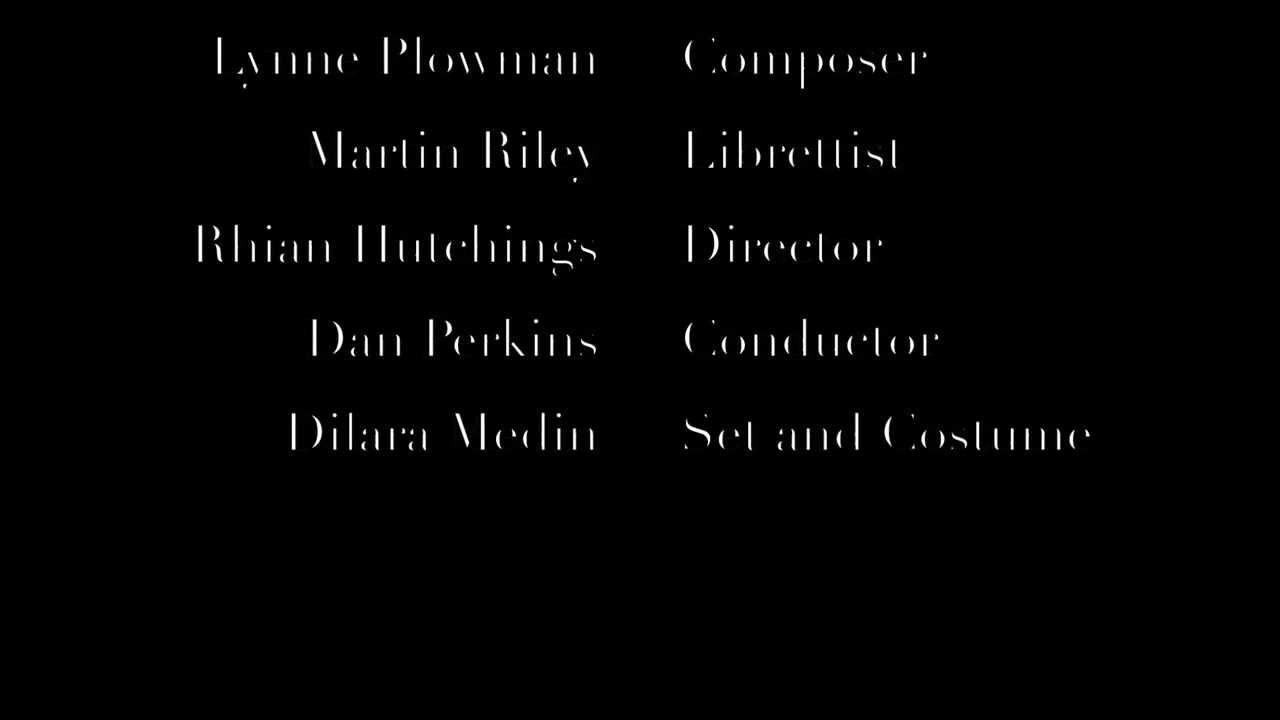 Lynne Plowman Composer
Martin Riley Librettist
Rhian Hutchings Director
Dan Perkins Conductor
Dilara Medin Set and Costume